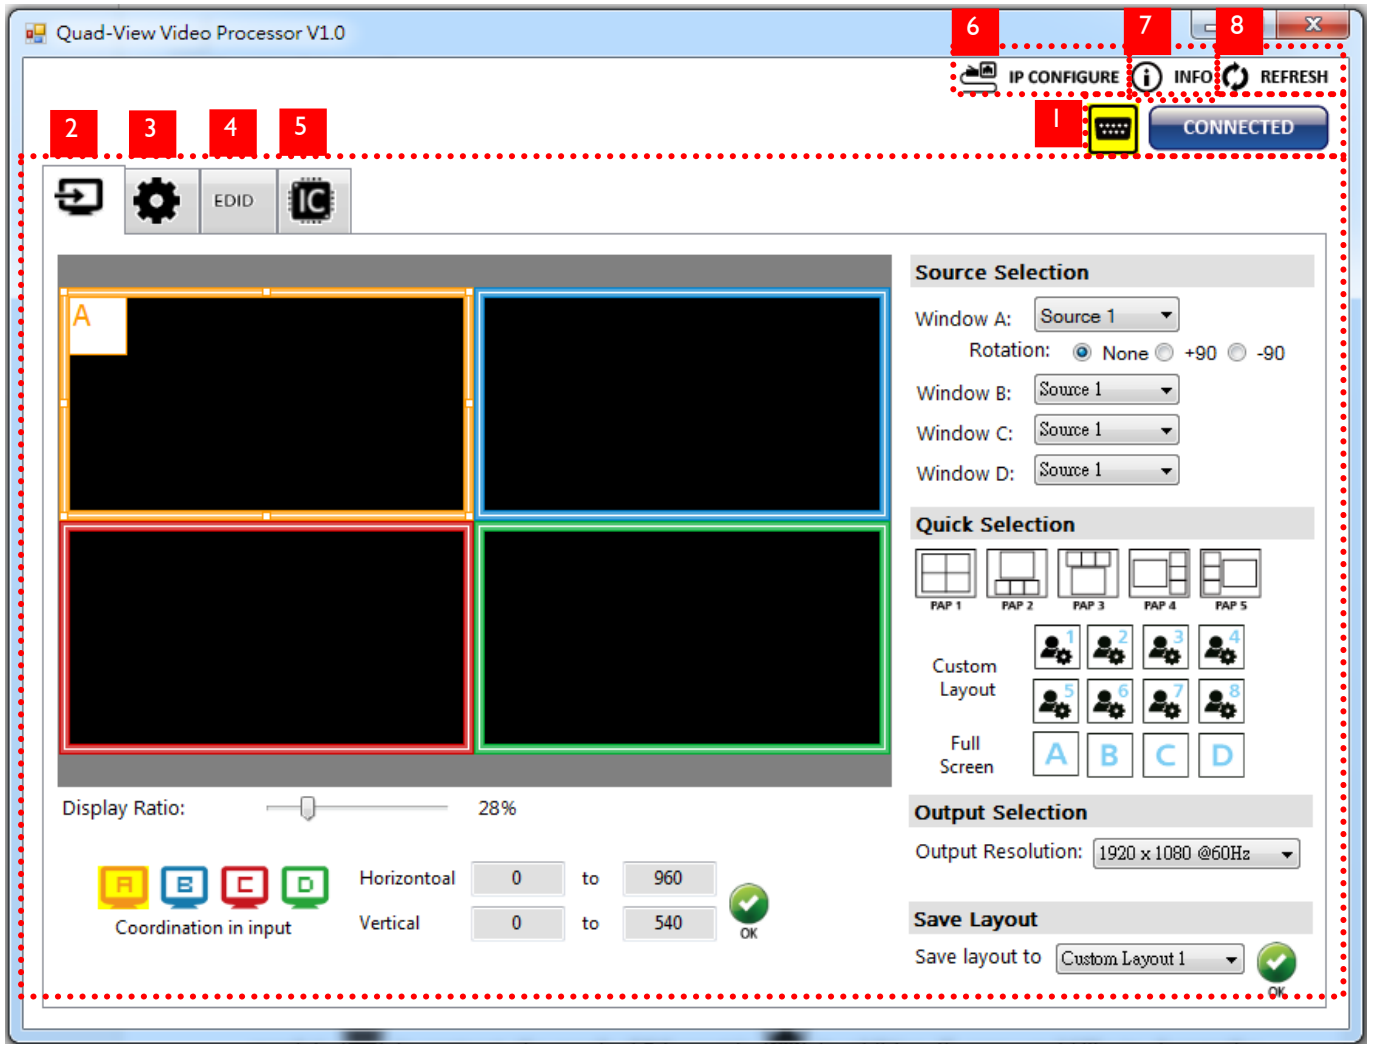 Quad-View Video Processor V1.0
6 7 8
IP CONFIGURE INFO REFRESH
1 CONNECTED
2 3 4 5
EDID IC
Source Selection
A
Window A: Source 1
Rotation: None +90 -90
Window B: Source 1
Window C: Source 1
Window D: Source 1
Quick Selection
PAP 1 PAP 2 PAP 3 PAP 4 PAP 5
1 2 3 4
Custom
Layout
5 6 7 8
Full
Screen
A B C D
Display Ratio: 28%
Output Selection
Output Resolution: 1920 x 1080 @60Hz
A B C D
Coordination in input
Horizontoal 0 to 960
Vertical 0 to 540
OK
Save Layout
Save layout to Custom Layout 1
OK